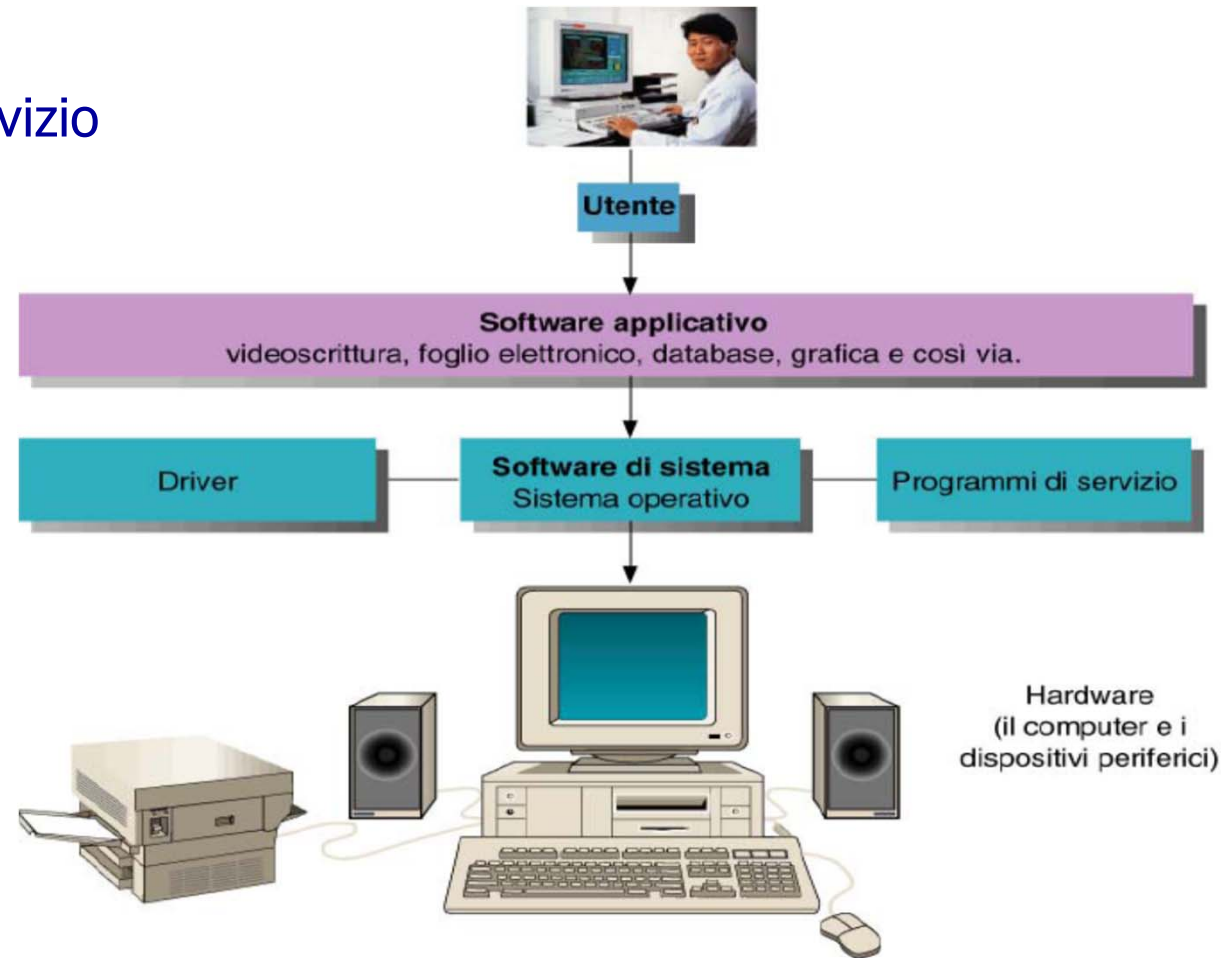 vizio
Utente
Software applicativo
videoscrittura, foglio elettronico, database, grafica e così via.
Driver
Software di sistema
Sistema operativo
Programmi di servizio
Hardware
(il computer e i
dispositivi periferici)